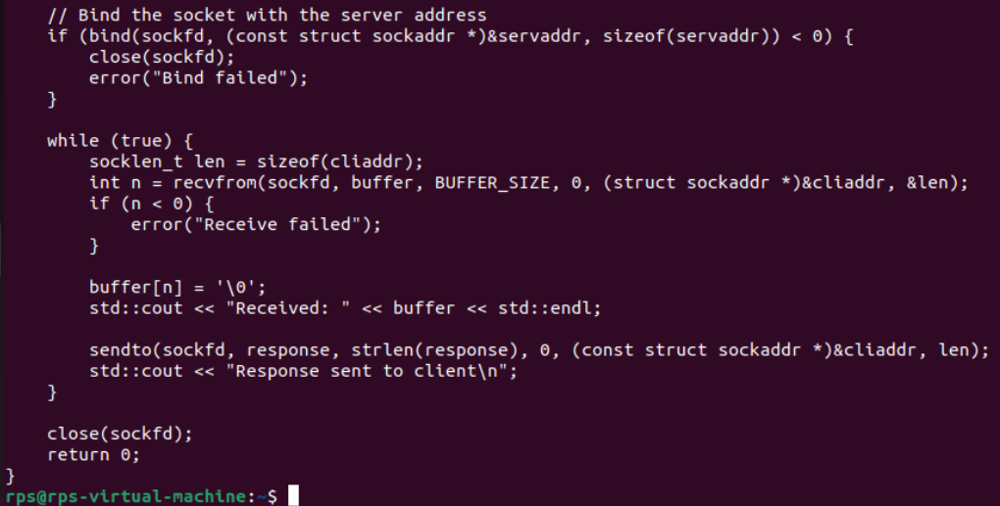 // Bind the socket with the server address
    if (bind(sockfd, (const struct sockaddr *)&servaddr, sizeof(servaddr)) < 0) {
        close(sockfd);
        error("Bind failed");
    }

    while (true) {
        socklen_t len = sizeof(cliaddr);
        int n = recvfrom(sockfd, buffer, BUFFER_SIZE, 0, (struct sockaddr *)&cliaddr, &len);
        if (n < 0) {
            error("Receive failed");
        }

        buffer[n] = '\0';
        std::cout << "Received: " << buffer << std::endl;

        sendto(sockfd, response, strlen(response), 0, (const struct sockaddr *)&cliaddr, len);
        std::cout << "Response sent to client\n";
    }

    close(sockfd);
    return 0;
}
rps@rps-virtual-machine:~$